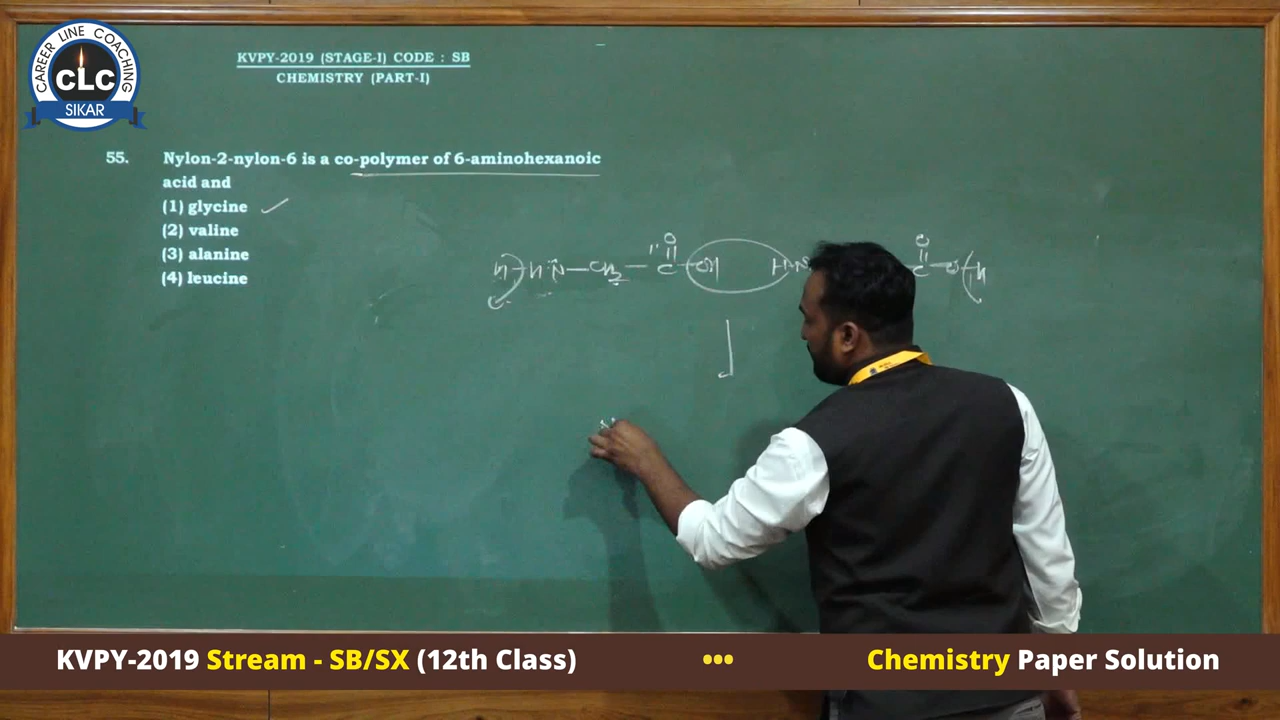 CAREER LINE COACHING
CLC
SIKAR
KVPY-2019 (STAGE-I) CODE : SB
CHEMISTRY (PART-I)
55. Nylon-2-nylon-6 is a co-polymer of 6-aminohexanoic
acid and
(1) glycine
(2) valine
(3) alanine
(4) leucine
O O
H H N CH2 C OH H N C O H
KVPY-2019 Stream - SB/SX (12th Class) ••• Chemistry Paper Solution